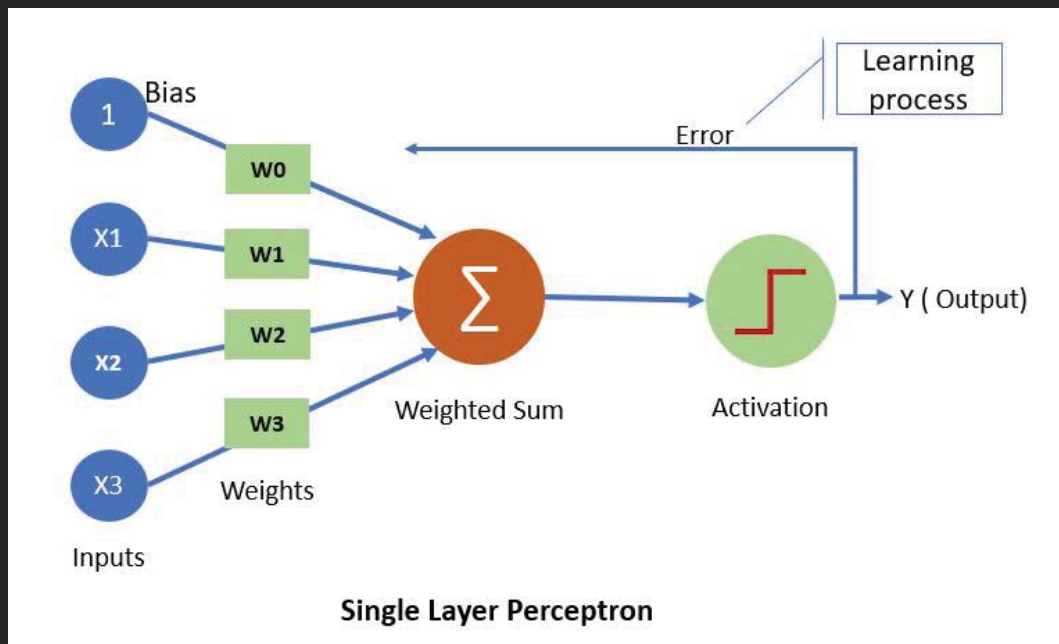 Learning
process
1
Bias
Error
W0
X1
W1
∑
Y ( Output)
W2
X2
Weighted Sum
Activation
W3
X3
Weights
Inputs
Single Layer Perceptron